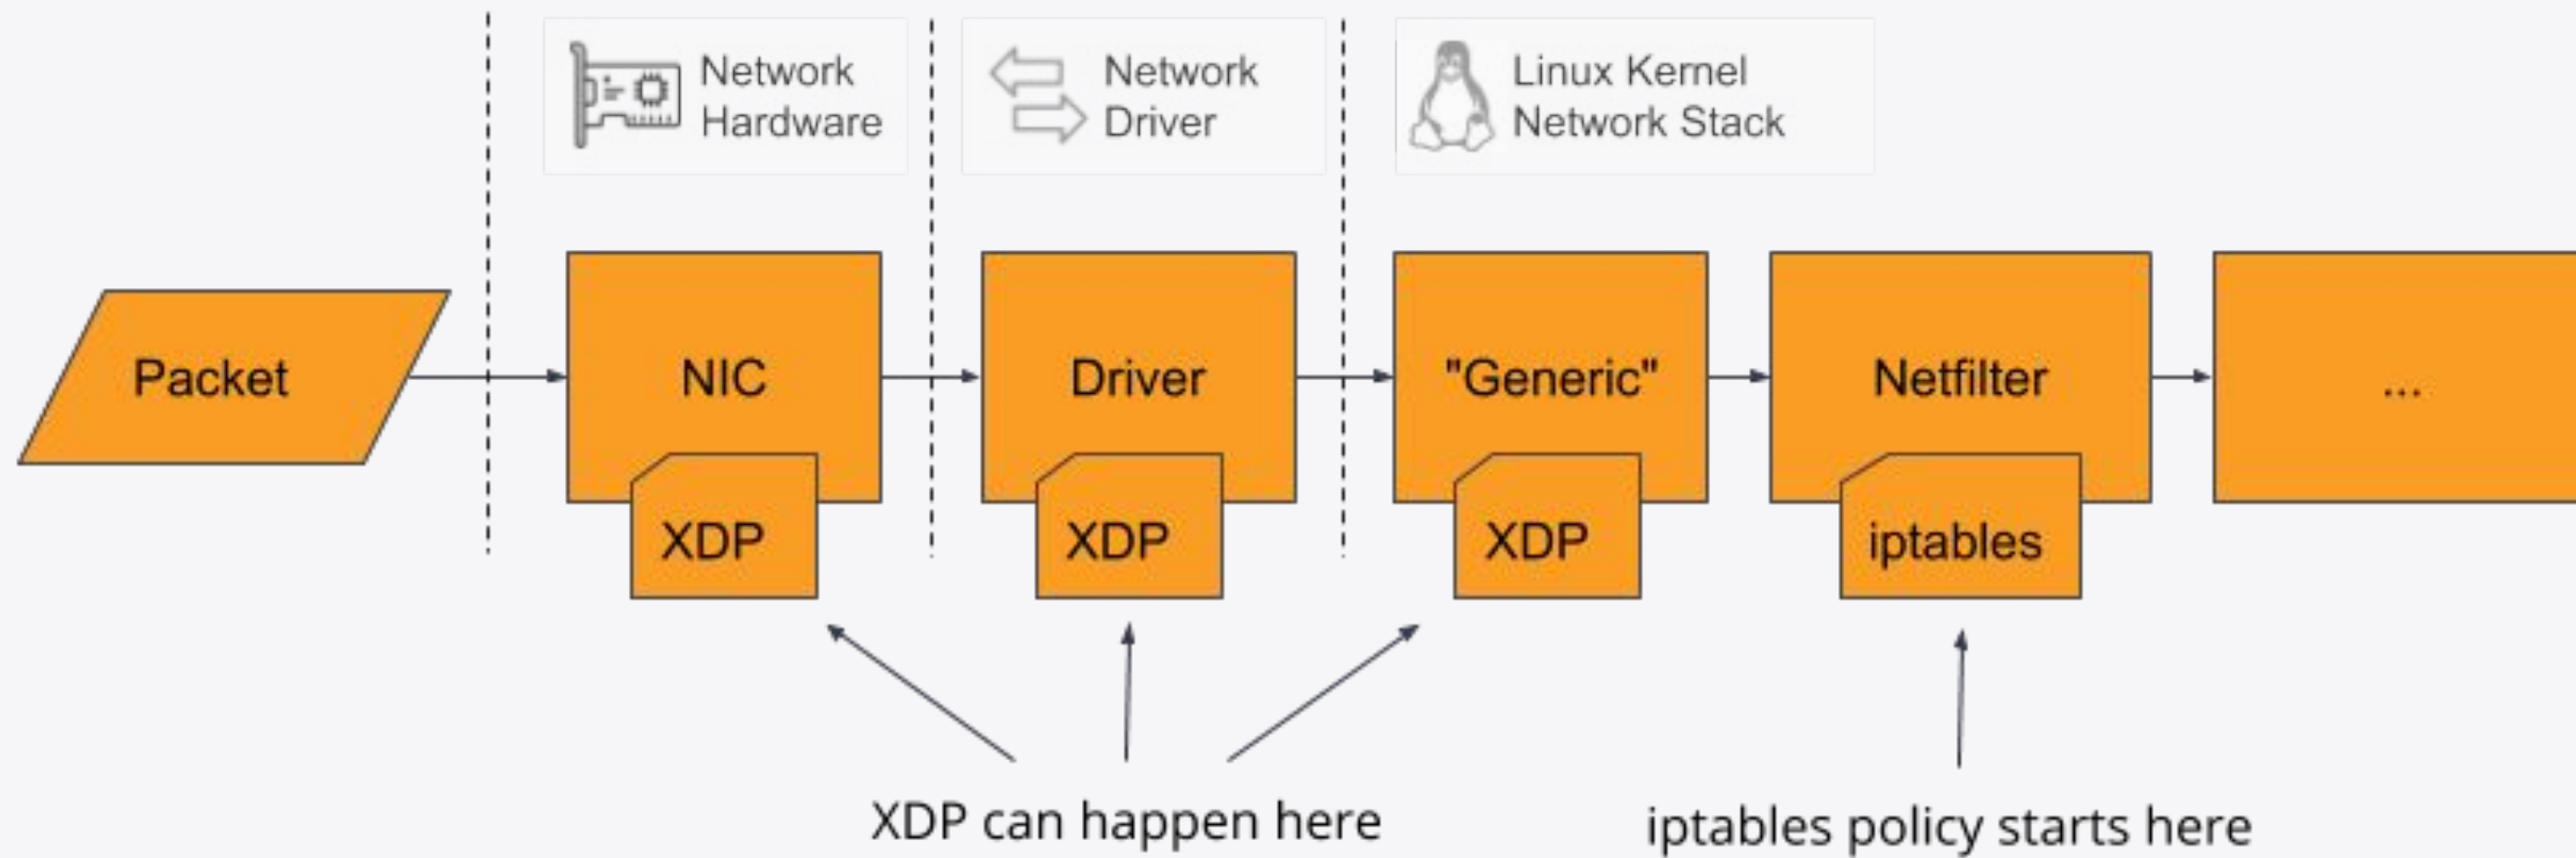 Network
Hardware
Network
Driver
Linux Kernel
Network Stack
Packet
NIC
Driver
"Generic"
Netfilter
...
XDP
XDP
XDP
iptables
XDP can happen here
iptables policy starts here